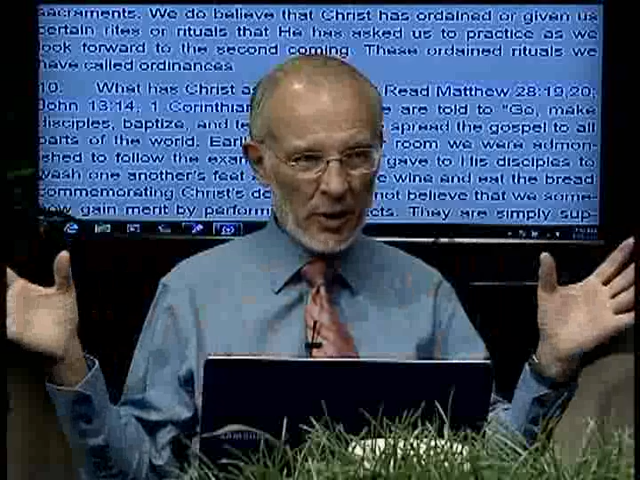 sacraments. We do believe that Christ has ordained or given us
certain rites or rituals that He has asked us to practice as we
look forward to the second coming. These ordained rituals we
have called ordinances
10. What has Christ Read Matthew 28:19,20;
John 13:14, 1 are told to "Go, make
disciples, baptize, and spread the gospel to all
parts of the world. room we were admon-
ished to follow the gave to His disciples to
wash one another's feet wine and eat the bread
commemorating Christ's not believe that we some-
how gain merit by They are simply sup-
SAMSUNG